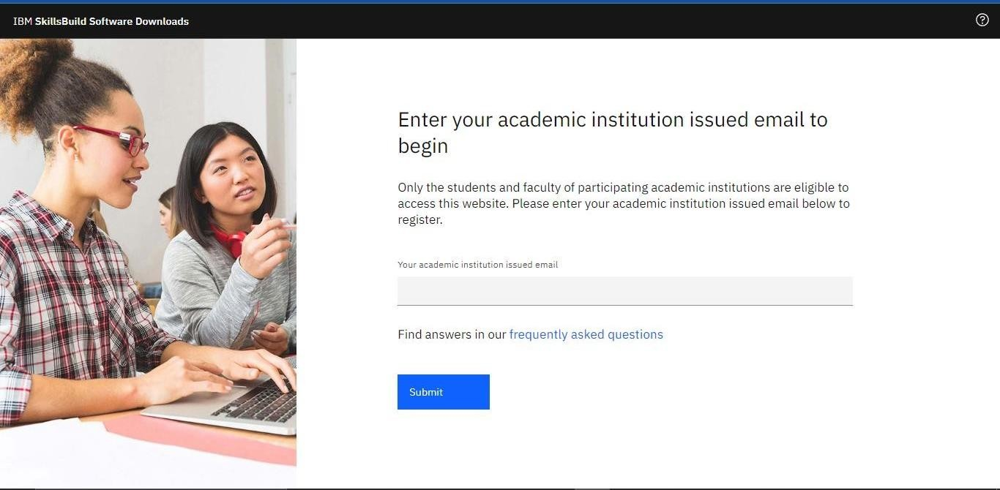 IBM SkillsBuild Software Downloads
Enter your academic institution issued email to
begin
Only the students and faculty of participating academic institutions are eligible to
access this website. Please enter your academic institution issued email below to
register.
Your academic institution issued email
Find answers in our frequently asked questions
Submit